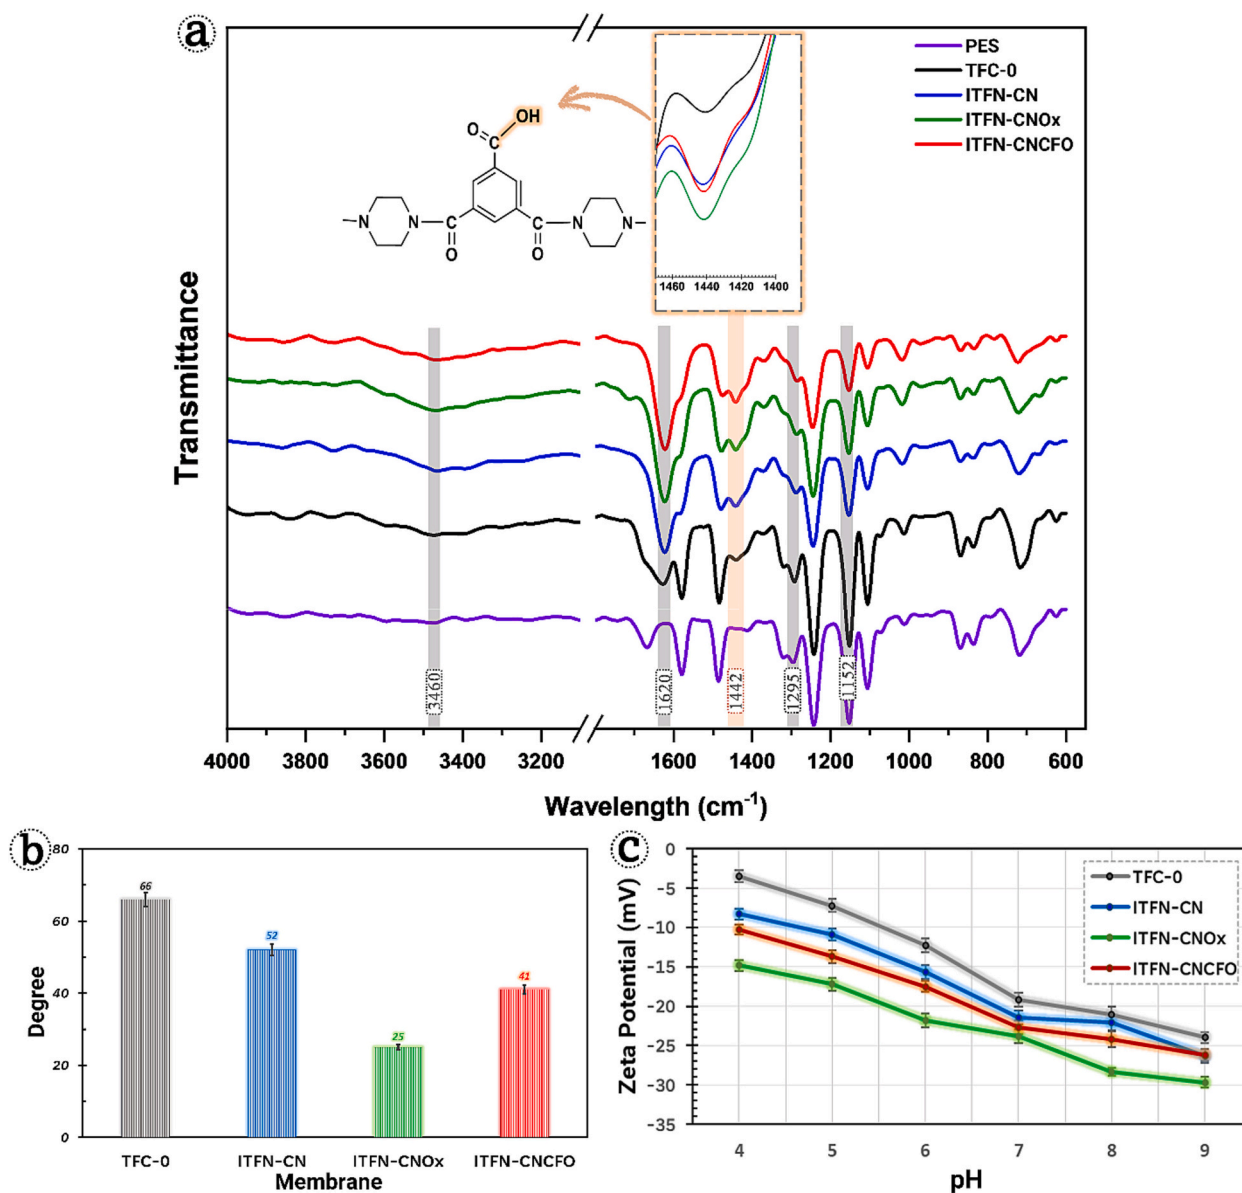 a
PES
TFC-0
ITFN-CN
ITFN-CNOx
ITFN-CNCFO
O
OH
C
N
N
N
N
C
C
O
O
1460 1440 1420 1400
Transmittance
3460
1620
1442
1295
1152
4000 3800 3600 3400 3200 1600 1400 1200 1000 800 600
Wavelength (cm⁻¹)
b
Degree
80
60
40
20
0
66
52
25
41
TFC-0 ITFN-CN ITFN-CNOx ITFN-CNCFO
Membrane
c
Zeta Potential (mV)
0
-5
-10
-15
-20
-25
-30
-35
TFC-0
ITFN-CN
ITFN-CNOx
ITFN-CNCFO
4 5 6 7 8 9
pH